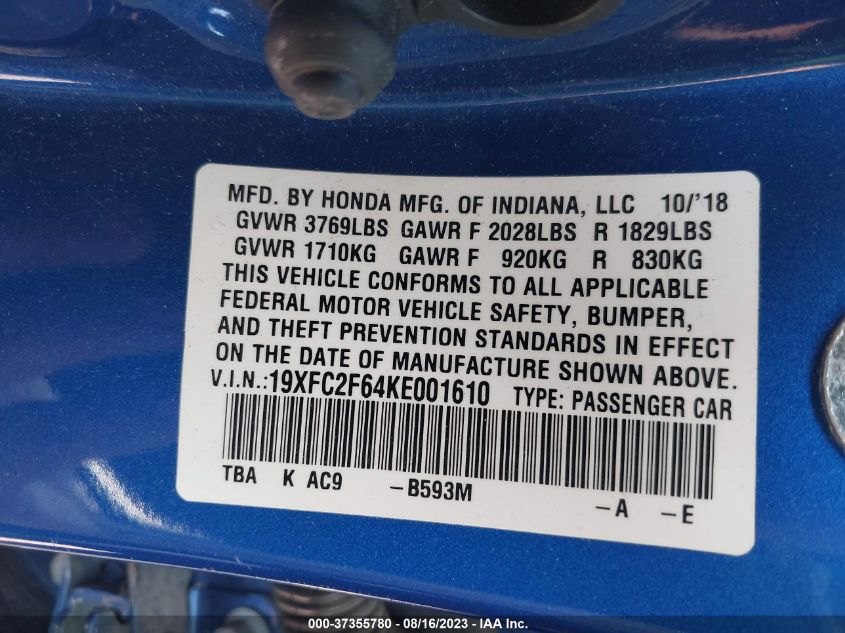 MFD. BY HONDA MFG. OF INDIANA, LLC 10/'18
GVWR 3769LBS GAWR F 2028LBS R 1829LBS
GVWR 1710KG GAWR F 920KG R 830KG
THIS VEHICLE CONFORMS TO ALL APPLICABLE
FEDERAL MOTOR VEHICLE SAFETY, BUMPER,
AND THEFT PREVENTION STANDARDS IN EFFECT
ON THE DATE OF MANUFACTURE SHOWN ABOVE.
V.I.N.:19XFC2F64KE001610 TYPE: PASSENGER CAR
TBA K AC9 -B593M -A -E
000-37355780 - 08/16/2023 - IAA Inc.